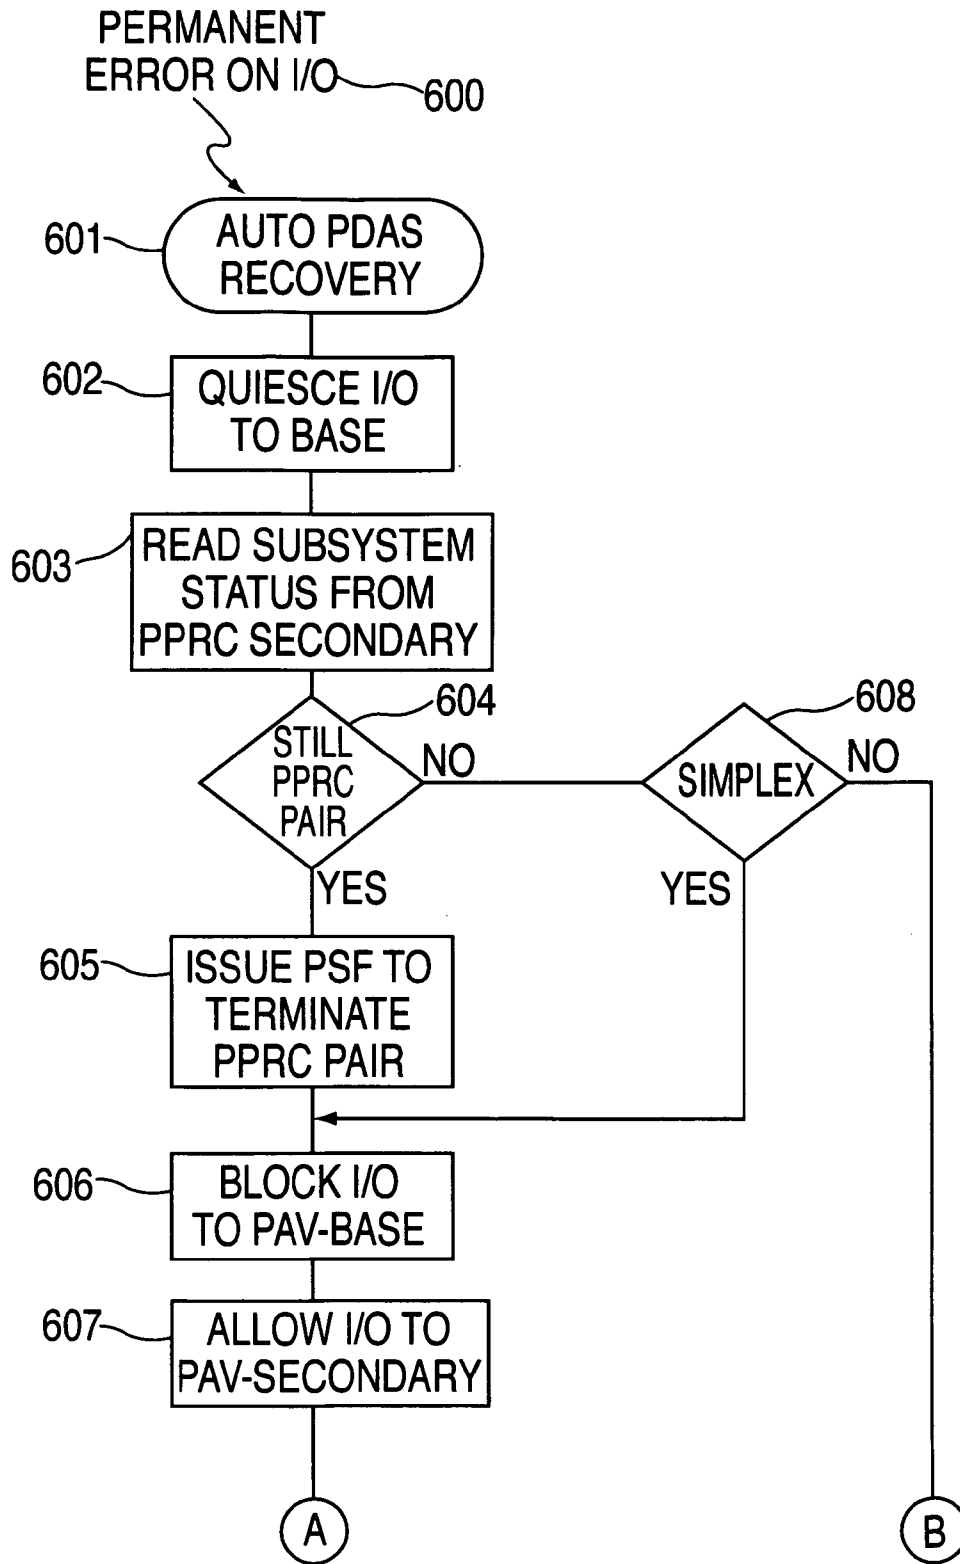 PERMANENT
ERROR ON I/O
600
601
AUTO PDAS
RECOVERY
602
QUIESCE I/O
TO BASE
603
READ SUBSYSTEM
STATUS FROM
PPRC SECONDARY
604
STILL
PPRC
PAIR
NO
608
SIMPLEX
NO
YES
YES
605
ISSUE PSF TO
TERMINATE
PPRC PAIR
606
BLOCK I/O
TO PAV-BASE
607
ALLOW I/O TO
PAV-SECONDARY
A
B